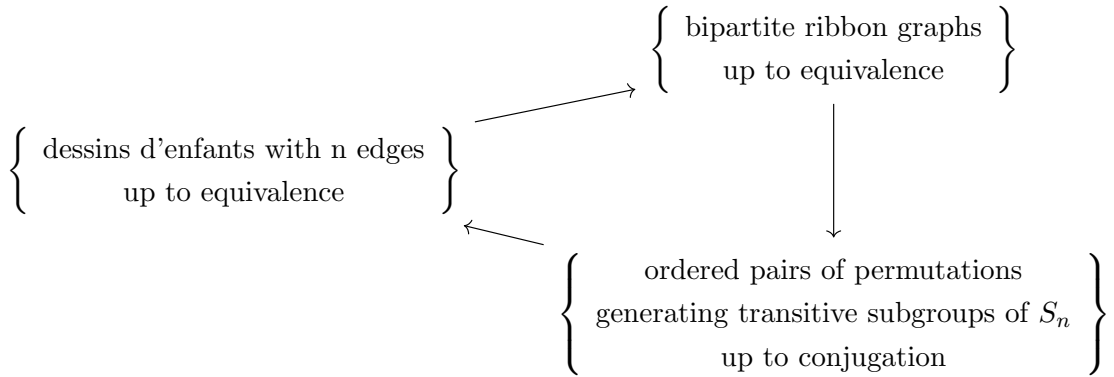 bipartite ribbon graphs
up to equivalence
dessins d'enfants with n edges
up to equivalence
ordered pairs of permutations
generating transitive subgroups of $S_n$
up to conjugation